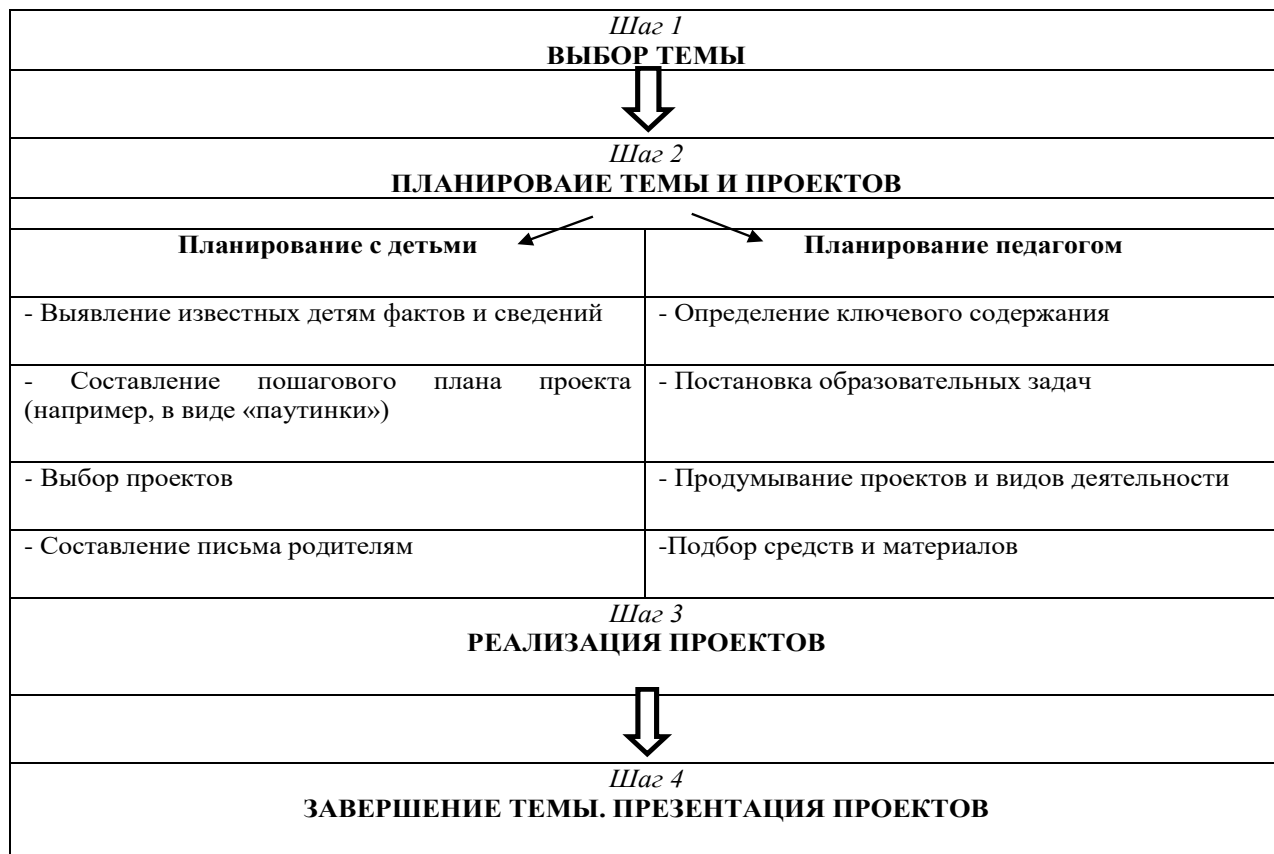 Шаг 1
ВЫБОР ТЕМЫ
Шаг 2
ПЛАНИРОВАИЕ ТЕМЫ И ПРОЕКТОВ
Планирование с детьми
Планирование педагогом
- Выявление известных детям фактов и сведений
- Определение ключевого содержания
- Составление пошагового плана проекта
(например, в виде «паутинки»)
- Постановка образовательных задач
- Выбор проектов
- Продумывание проектов и видов деятельности
- Составление письма родителям
-Подбор средств и материалов
Шаг 3
РЕАЛИЗАЦИЯ ПРОЕКТОВ
Шаг 4
ЗАВЕРШЕНИЕ ТЕМЫ. ПРЕЗЕНТАЦИЯ ПРОЕКТОВ